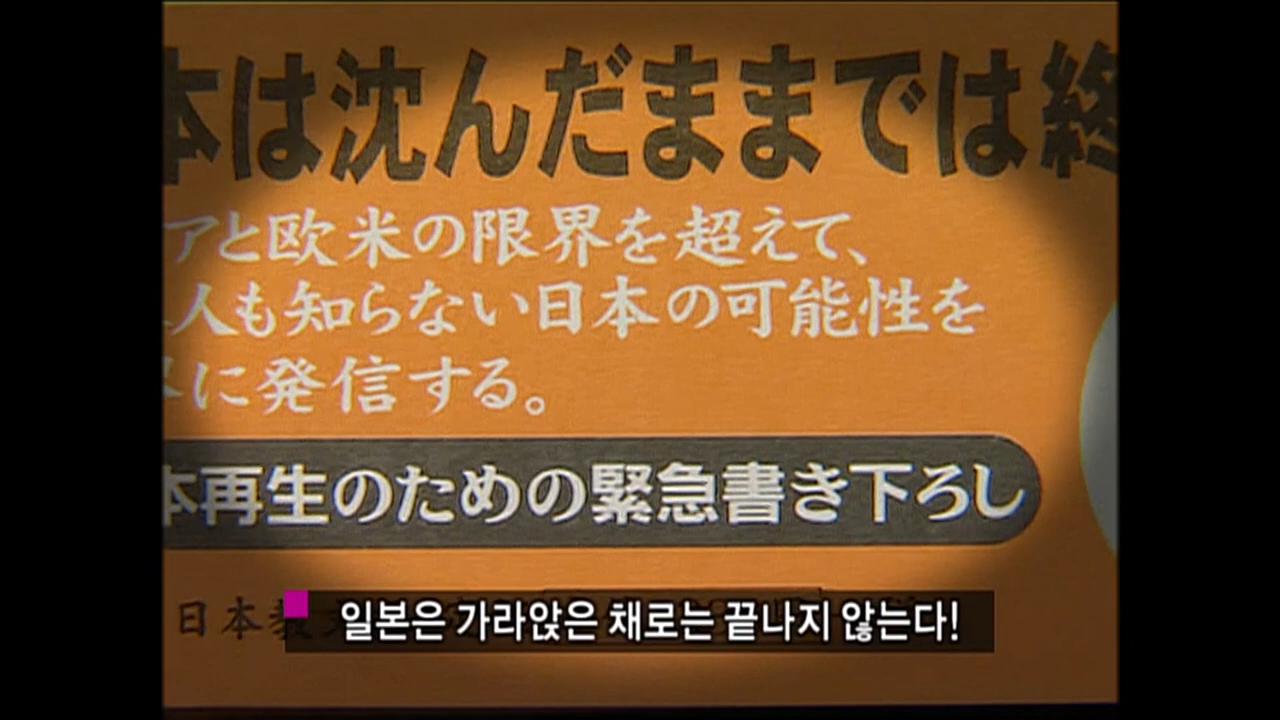 本は沈んだままでは終
アと欧米の限界を超えて、
人も知らない日本の可能性を
に発信する。
本再生のための緊急書き下ろし
日本教
일본은 가라앉은 채로는 끝나지 않는다!